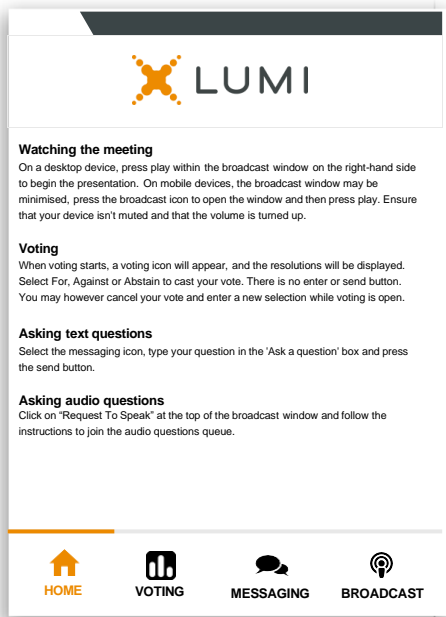 LUMI
Watching the meeting
On a desktop device, press play within the broadcast window on the right-hand side
to begin the presentation. On mobile devices, the broadcast window may be
minimised, press the broadcast icon to open the window and then press play. Ensure
that your device isn't muted and that the volume is turned up.
Voting
When voting starts, a voting icon will appear, and the resolutions will be displayed.
Select For, Against or Abstain to cast your vote. There is no enter or send button.
You may however cancel your vote and enter a new selection while voting is open.
Asking text questions
Select the messaging icon, type your question in the 'Ask a question' box and press
the send button.
Asking audio questions
Click on “Request To Speak” at the top of the broadcast window and follow the
instructions to join the audio questions queue.
HOME VOTING MESSAGING BROADCAST